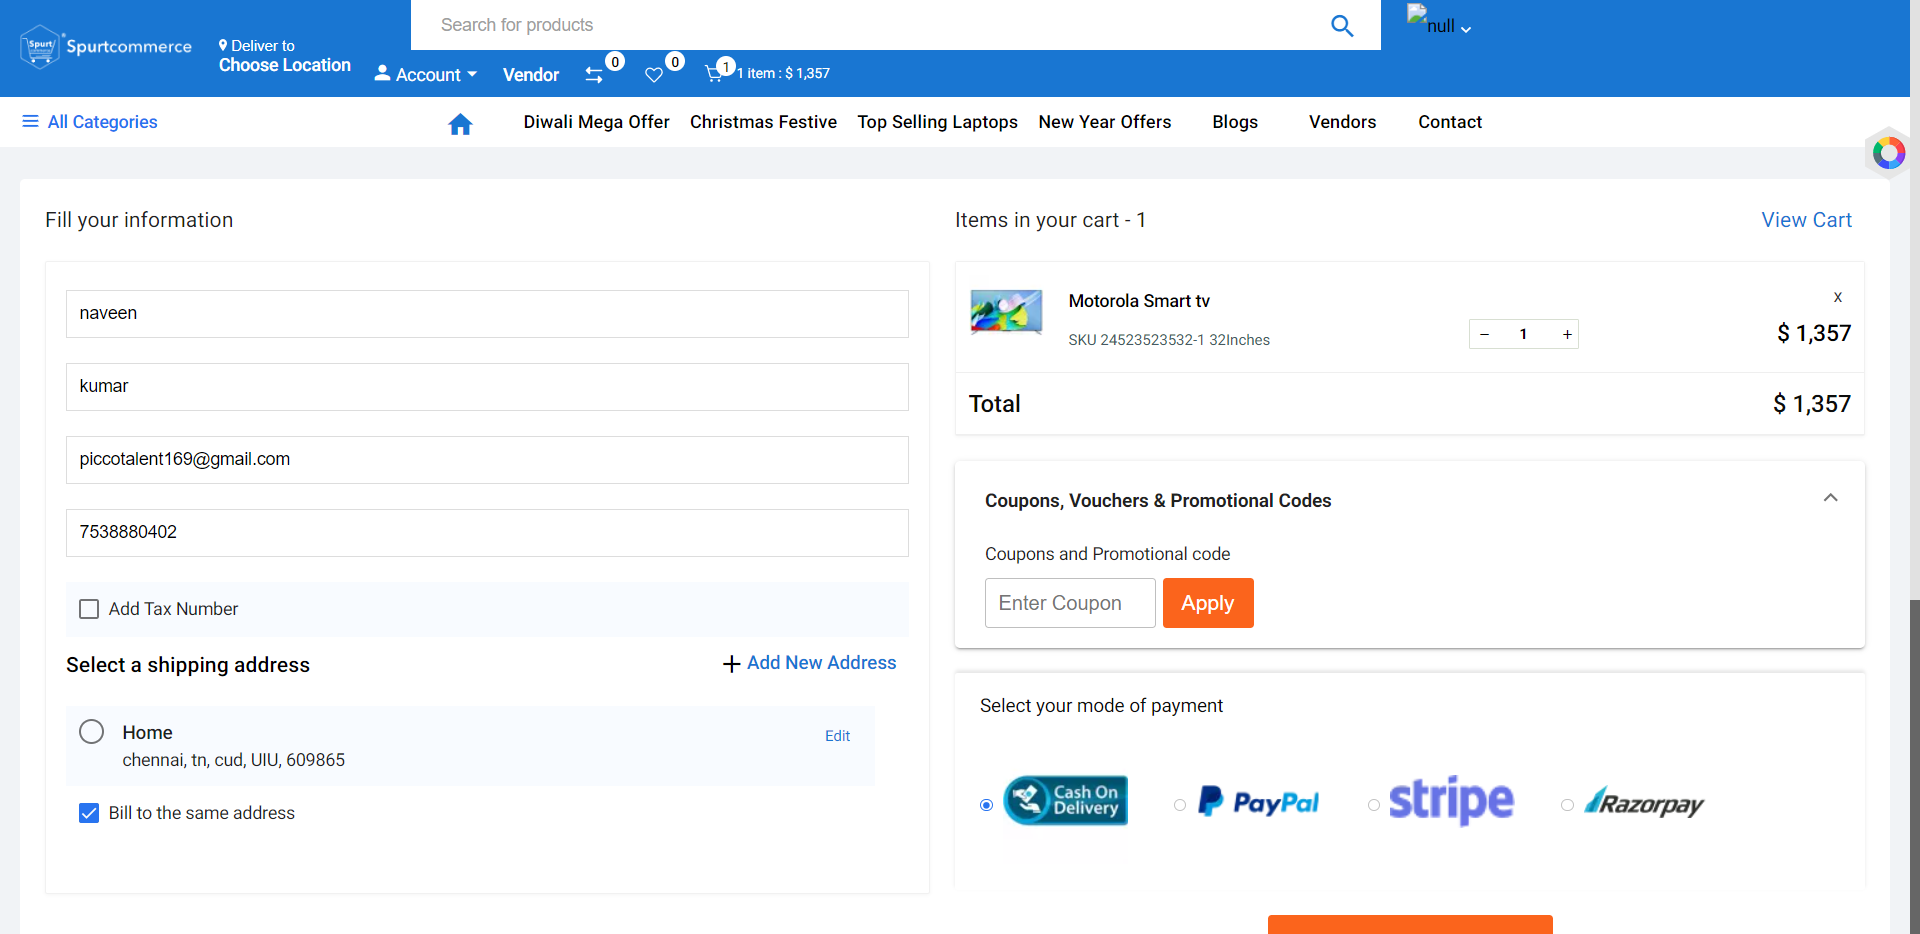 Search for products
null
Spurt
Spurtcommerce
Deliver to
Choose Location
Account
Vendor
0
0
1
1 item : $ 1,357
All Categories
Diwali Mega Offer
Christmas Festive
Top Selling Laptops
New Year Offers
Blogs
Vendors
Contact
Fill your information
naveen
kumar
piccotalent169@gmail.com
7538880402
Add Tax Number
Select a shipping address
Add New Address
Home
Edit
chennai, tn, cud, UIU, 609865
Bill to the same address
Items in your cart - 1
View Cart
Motorola Smart tv
x
SKU 24523523532-1 32Inches
− 1 +
$ 1,357
Total
$ 1,357
Coupons, Vouchers & Promotional Codes
Coupons and Promotional code
Enter Coupon
Apply
Select your mode of payment
Cash On
Delivery
PayPal
stripe
Razorpay